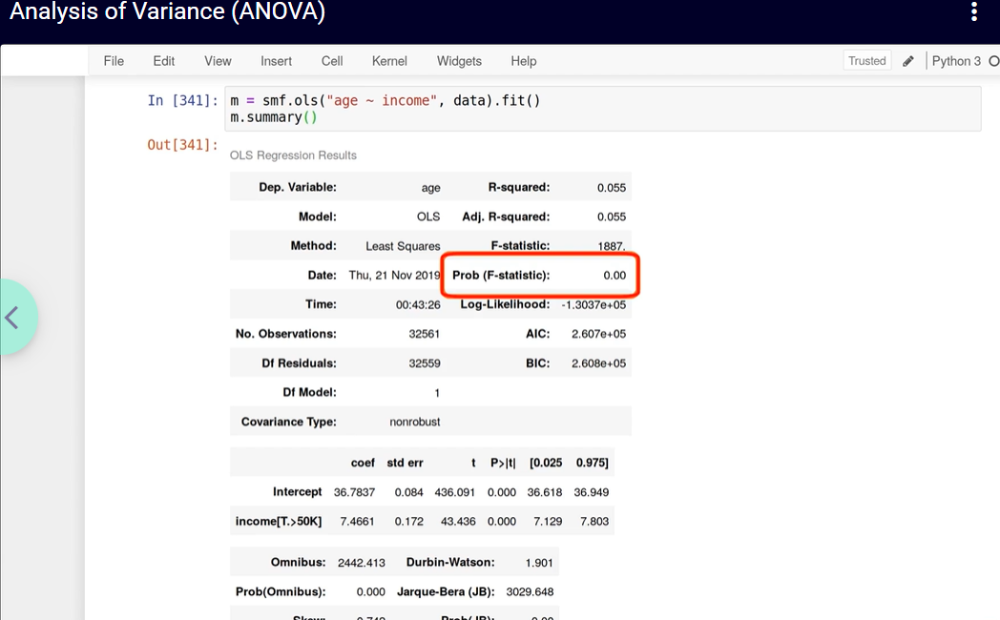 Analysis of Variance (ANOVA)
File Edit View Insert Cell Kernel Widgets Help Trusted Python 3
In [341]: m = smf.ols("age ~ income", data).fit()
m.summary()
Out[341]:
OLS Regression Results
Dep. Variable: age R-squared: 0.055
Model: OLS Adj. R-squared: 0.055
Method: Least Squares F-statistic: 1887.
Date: Thu, 21 Nov 2019 Prob (F-statistic): 0.00
Time: 00:43:26 Log-Likelihood: -1.3037e+05
No. Observations: 32561 AIC: 2.607e+05
Df Residuals: 32559 BIC: 2.608e+05
Df Model: 1
Covariance Type: nonrobust
coef std err t P>|t| [0.025 0.975]
Intercept 36.7837 0.084 436.091 0.000 36.618 36.949
income[T.>50K] 7.4661 0.172 43.436 0.000 7.129 7.803
Omnibus: 2442.413 Durbin-Watson: 1.901
Prob(Omnibus): 0.000 Jarque-Bera (JB): 3029.648